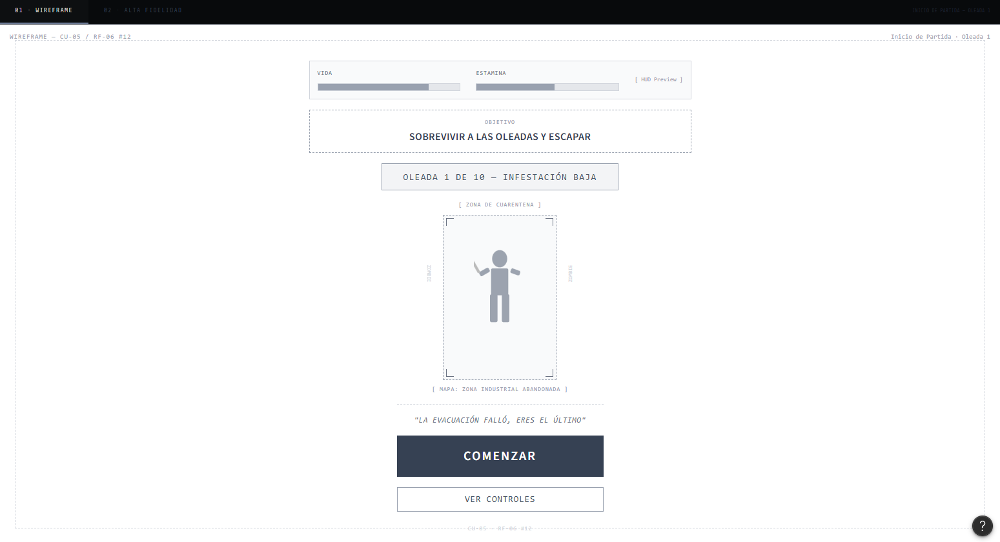 01 · WIREFRAME
02 · ALTA FIDELIDAD
INICIO DE PARTIDA — OLEADA 1
WIREFRAME — CU-05 / RF-06 #12
Inicio de Partida · Oleada 1
VIDA
ESTAMINA
[ HUD Preview ]
OBJETIVO
SOBREVIVIR A LAS OLEADAS Y ESCAPAR
OLEADA 1 DE 10 — INFESTACIÓN BAJA
[ ZONA DE CUARENTENA ]
ZOMBIE
ZOMBIE
[ MAPA: ZONA INDUSTRIAL ABANDONADA ]
"LA EVACUACIÓN FALLÓ, ERES EL ÚLTIMO"
COMENZAR
VER CONTROLES
CU-05 — RF-06 #12
?